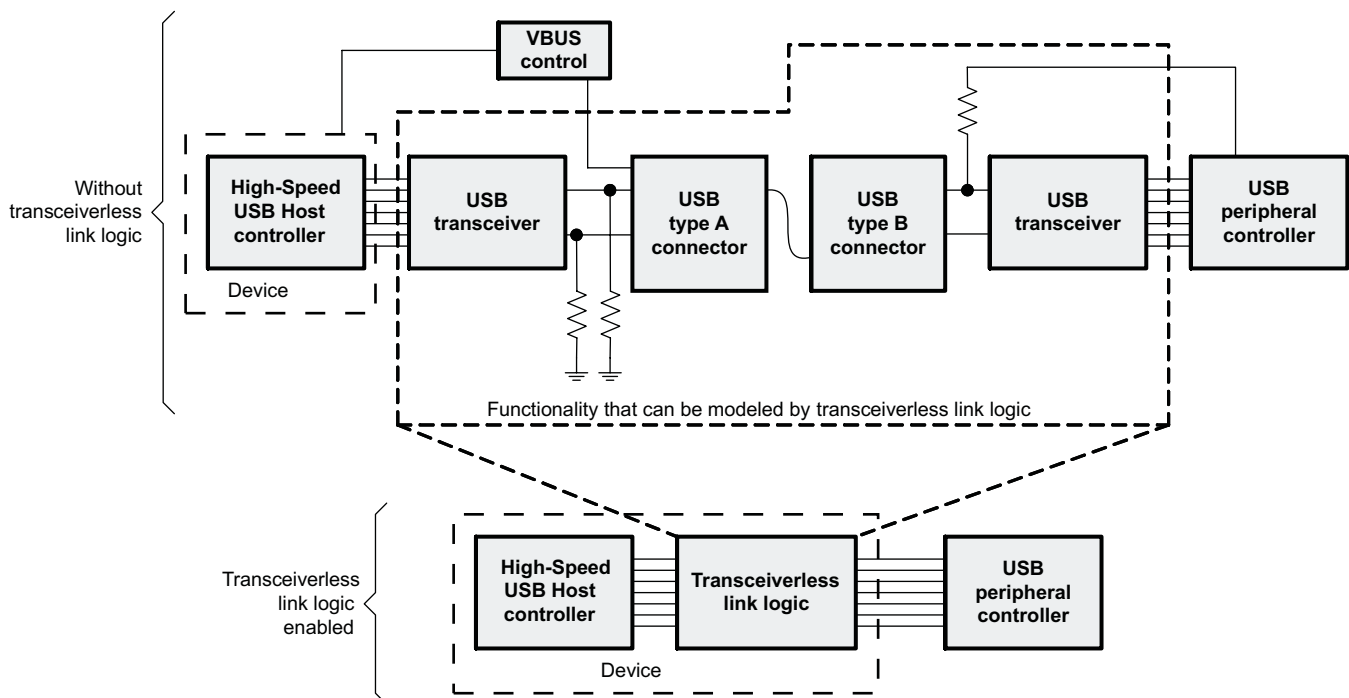 VBUS
control
Without
transceiverless
link logic
High-Speed
USB Host
controller
Device
USB
transceiver
USB
type A
connector
USB
type B
connector
USB
transceiver
USB
peripheral
controller
Functionality that can be modeled by transceiverless link logic
Transceiverless
link logic
enabled
High-Speed
USB Host
controller
Transceiverless
link logic
USB
peripheral
controller
Device